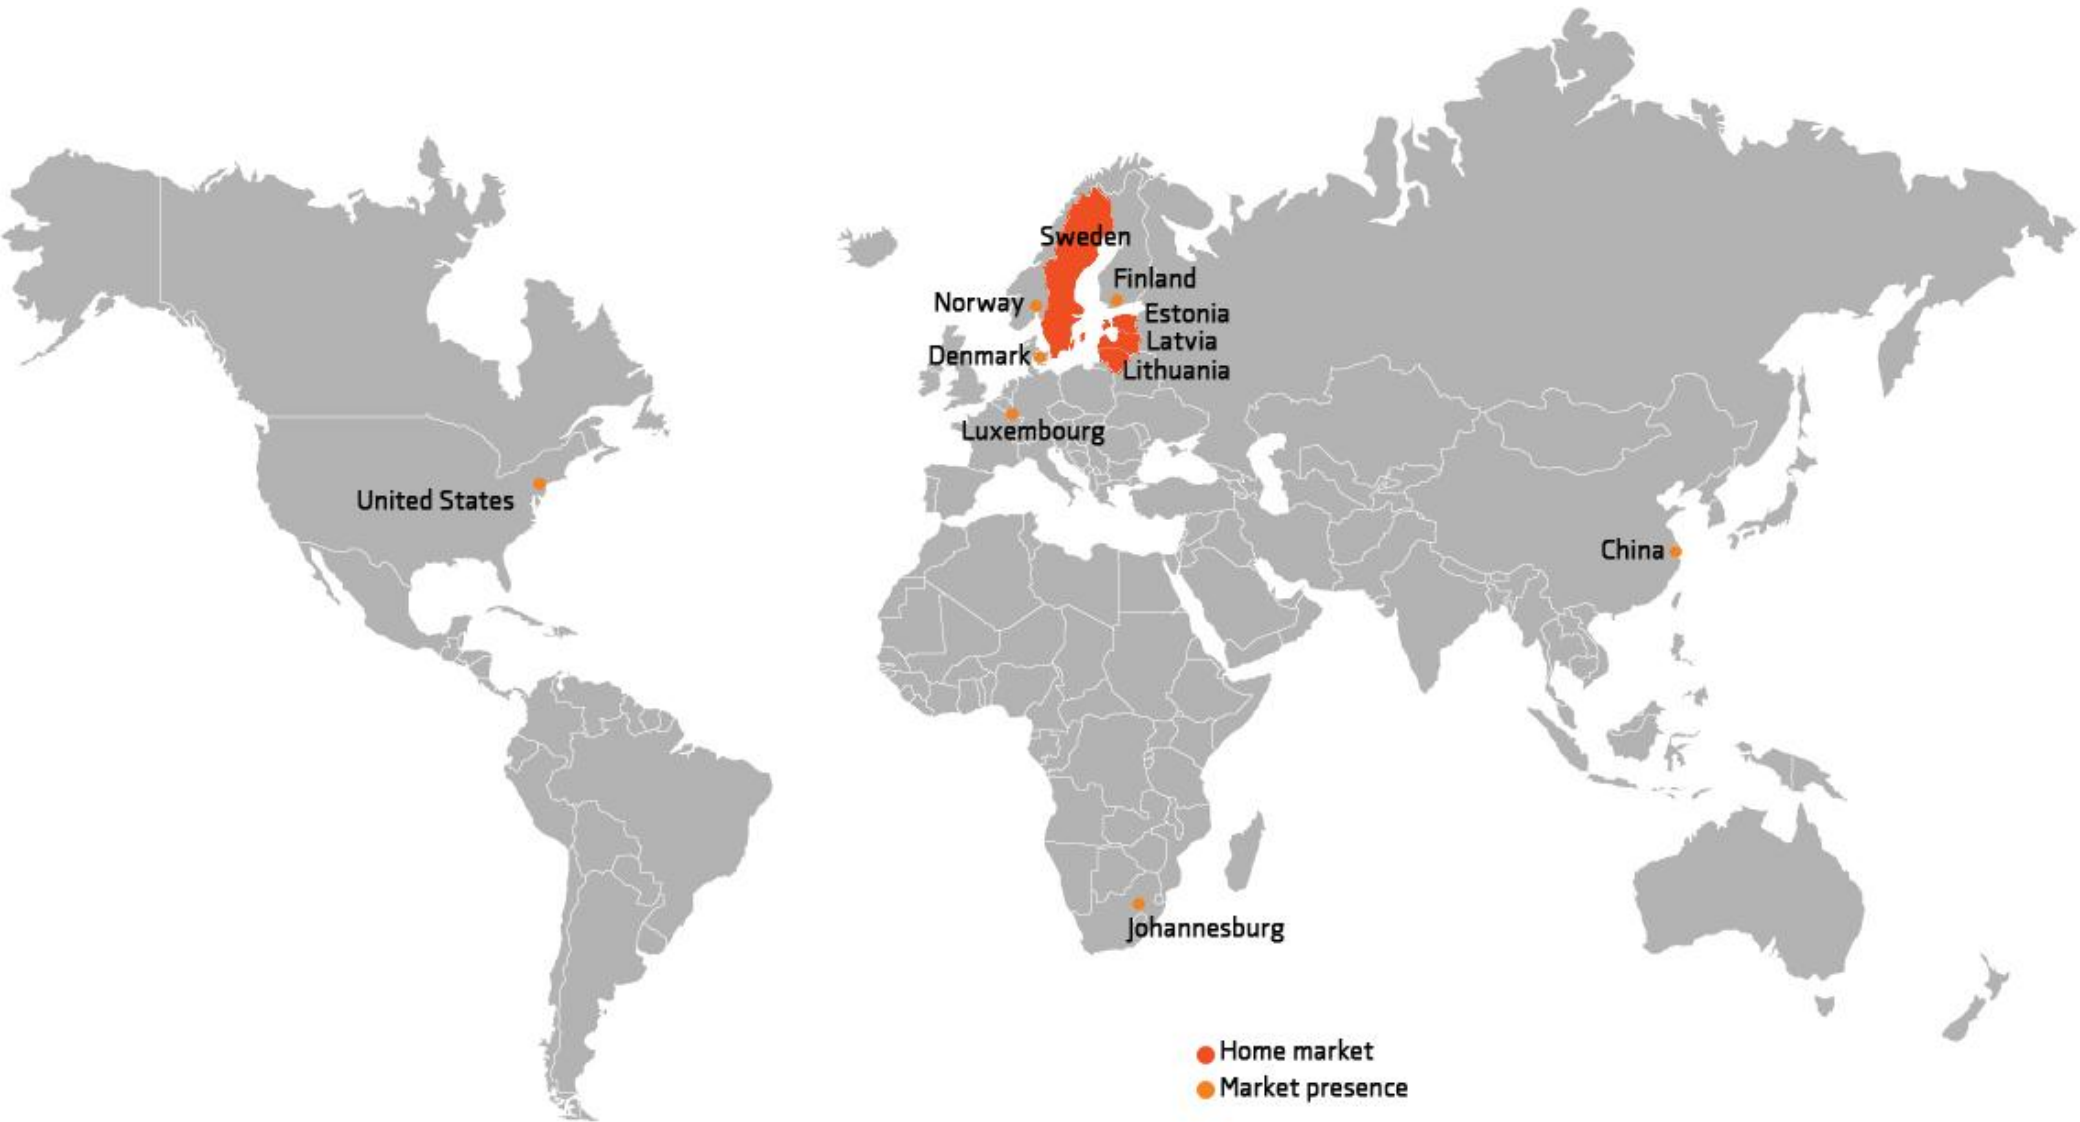 Sweden
Finland
Norway
Estonia
Latvia
Denmark
Lithuania
Luxembourg
United States
China
Johannesburg
Home market
Market presence